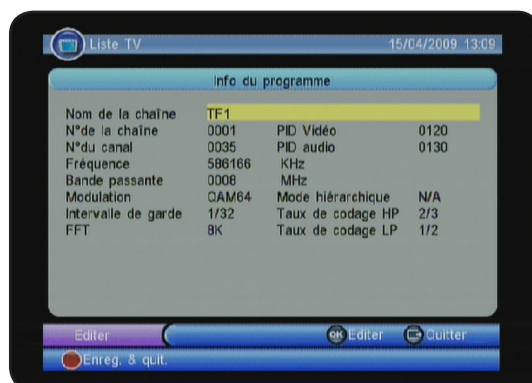 Liste TV 15/04/2009 13:09
Info du programme
Nom de la chaîne TF1
N°de la chaîne 0001 PID Vidéo 0120
N°du canal 0035 PID audio 0130
Fréquence 586166 KHz
Bande passante 0008 MHz
Modulation QAM64 Mode hiérarchique N/A
Intervalle de garde 1/32 Taux de codage HP 2/3
FFT 8K Taux de codage LP 1/2
Editer OK Editer Quitter
Enreg. & quit.